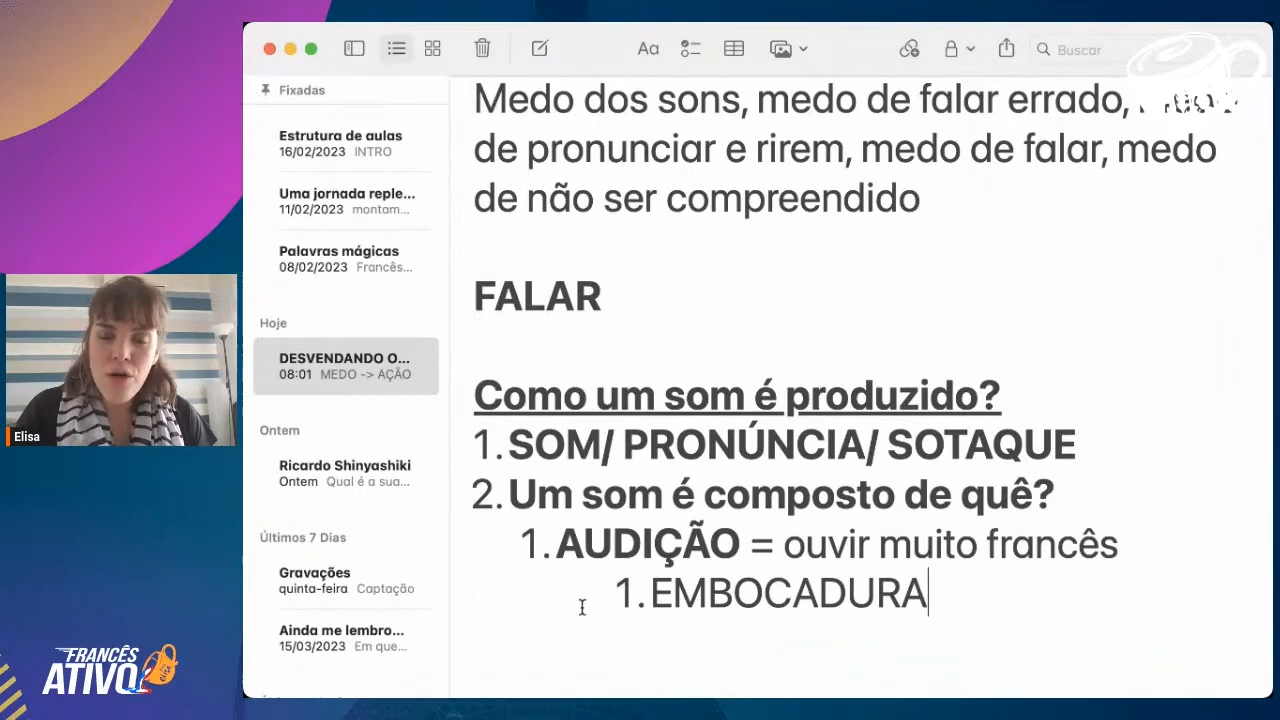 Buscar
Fixadas
Estrutura de aulas
16/02/2023 INTRO
Uma jornada reple...
11/02/2023 montam...
Palavras mágicas
08/02/2023 Francês...
Hoje
DESVENDANDO O...
08:01 MEDO -> AÇÃO
Ontem
Ricardo Shinyashiki
Ontem Qual é a sua...
Últimos 7 Dias
Gravações
quinta-feira Captação
Ainda me lembro...
15/03/2023 Em que...
Aa
Medo dos sons, medo de falar errado,
de pronunciar e rirem, medo de falar, medo
de não ser compreendido
FALAR
Como um som é produzido?
1. SOM/ PRONÚNCIA/ SOTAQUE
2. Um som é composto de quê?
1. AUDIÇÃO = ouvir muito francês
1. EMBOCADURA
Elisa
FRANCÊS
ATIVO